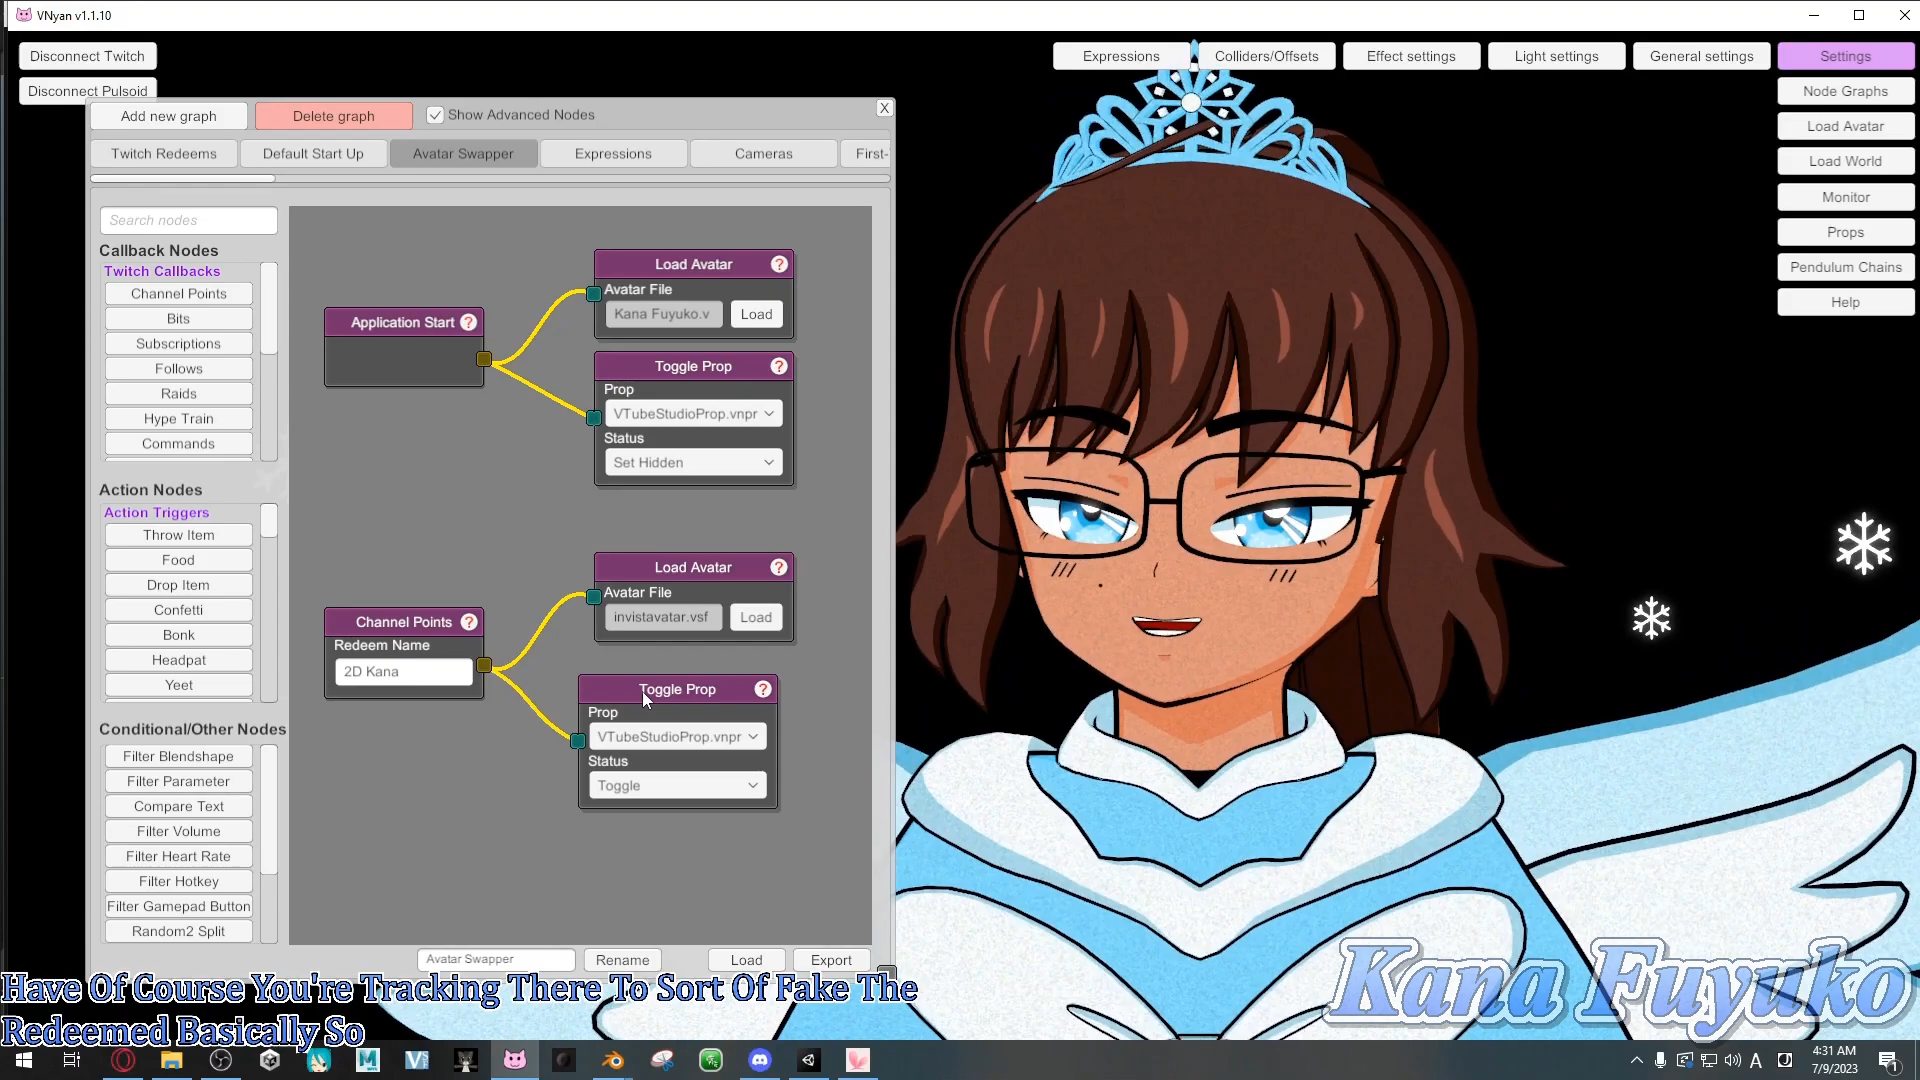 VNyan v1.1.10
Disconnect Twitch
Disconnect Pulsoid
Expressions
Colliders/Offsets
Effect settings
Light settings
General settings
Settings
Node Graphs
Load Avatar
Load World
Monitor
Props
Pendulum Chains
Help
Add new graph
Delete graph
Show Advanced Nodes
X
Twitch Redeems
Default Start Up
Avatar Swapper
Expressions
Cameras
First-
Search nodes
Callback Nodes
Twitch Callbacks
Channel Points
Bits
Subscriptions
Follows
Raids
Hype Train
Commands
Action Nodes
Action Triggers
Throw Item
Food
Drop Item
Confetti
Bonk
Headpat
Yeet
Conditional/Other Nodes
Filter Blendshape
Filter Parameter
Compare Text
Filter Volume
Filter Heart Rate
Filter Hotkey
Filter Gamepad Button
Random2 Split
Application Start ?
Load Avatar ?
Avatar File
Kana Fuyuko.v
Load
Toggle Prop ?
Prop
VTubeStudioProp.vnpr
Status
Set Hidden
Channel Points ?
Redeem Name
2D Kana
Load Avatar ?
Avatar File
invistavatar.vsf
Load
Toggle Prop ?
Prop
VTubeStudioProp.vnpr
Status
Toggle
Avatar Swapper
Rename
Load
Export
Have Of Course You're Tracking There To Sort Of Fake The
Redeemed Basically So
Kana Fuyuko
4:31 AM
7/9/2023